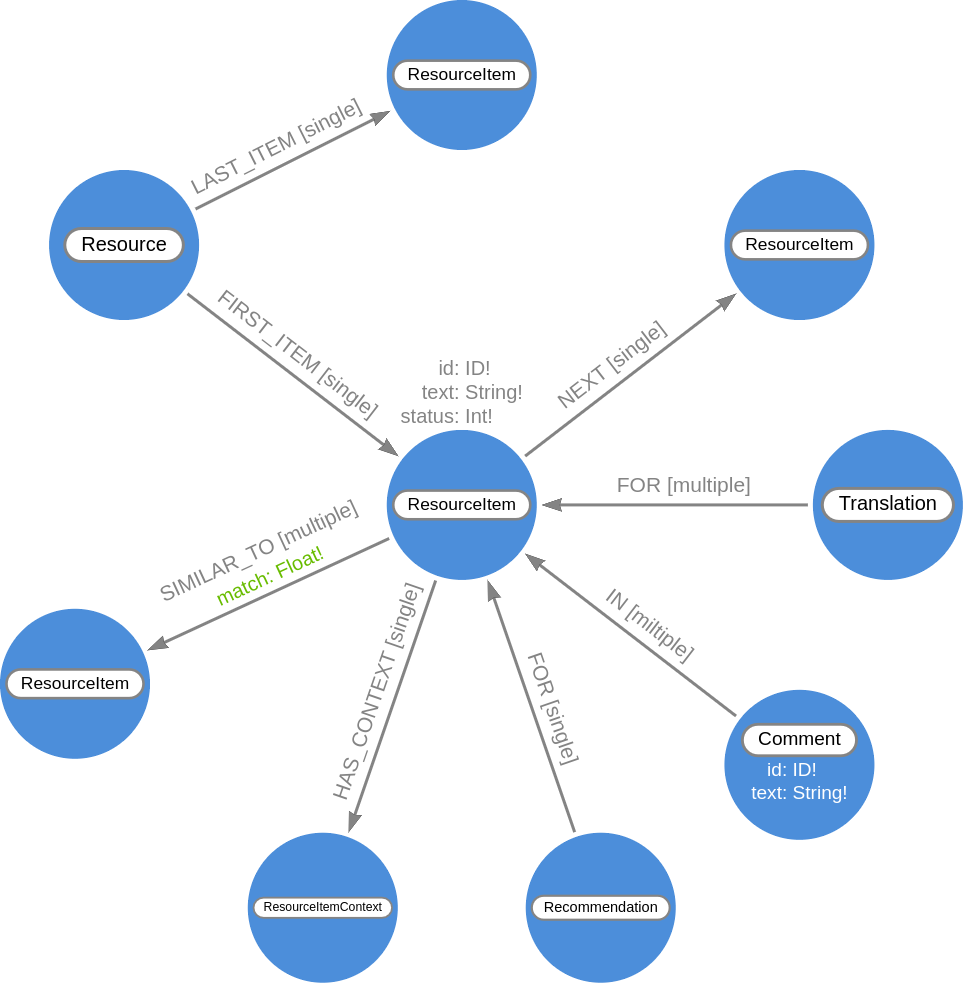 ResourceItem
LAST_ITEM [single]
Resource
ResourceItem
FIRST_ITEM [single]
NEXT [single]
id: ID!
text: String!
status: Int!
ResourceItem
FOR [multiple]
Translation
SIMILAR_TO [multiple]
match: Float!
IN [miltiple]
ResourceItem
HAS_CONTEXT [single]
FOR [single]
Comment
id: ID!
text: String!
ResourceItemContext
Recommendation